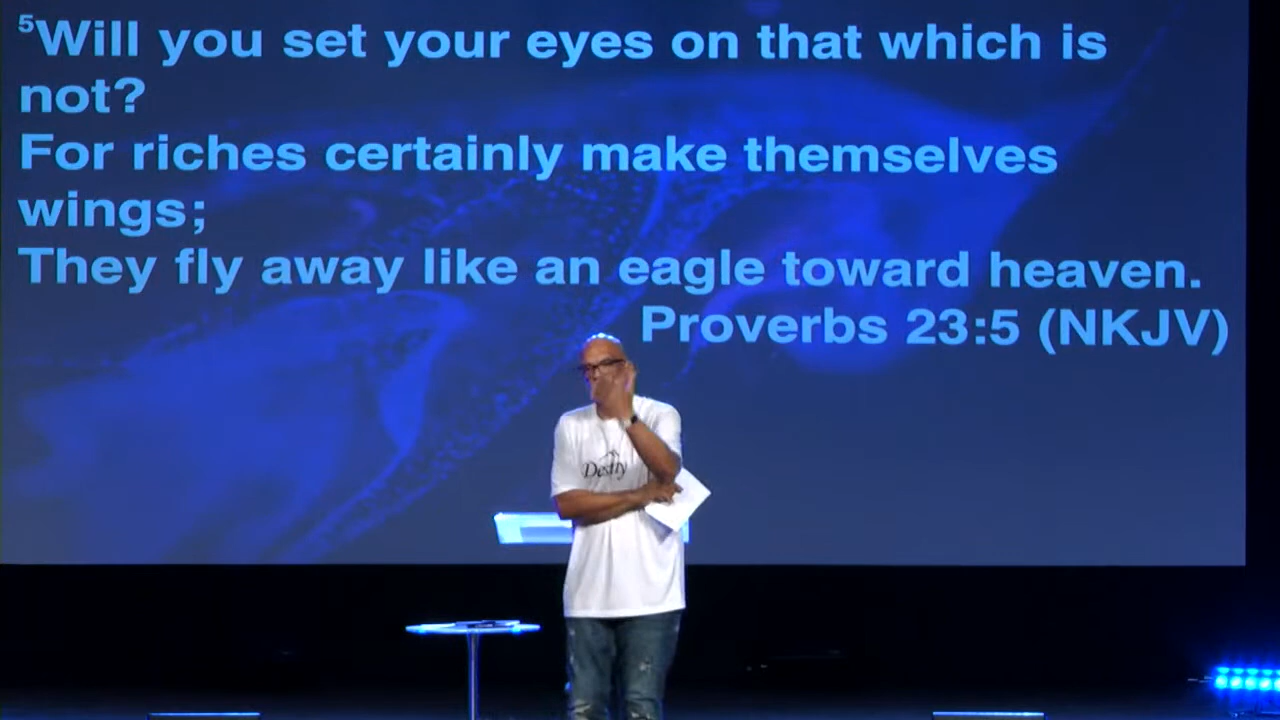 ⁵Will you set your eyes on that which is
not?
For riches certainly make themselves
wings;
They fly away like an eagle toward heaven.
Proverbs 23:5 (NKJV)
Destiny